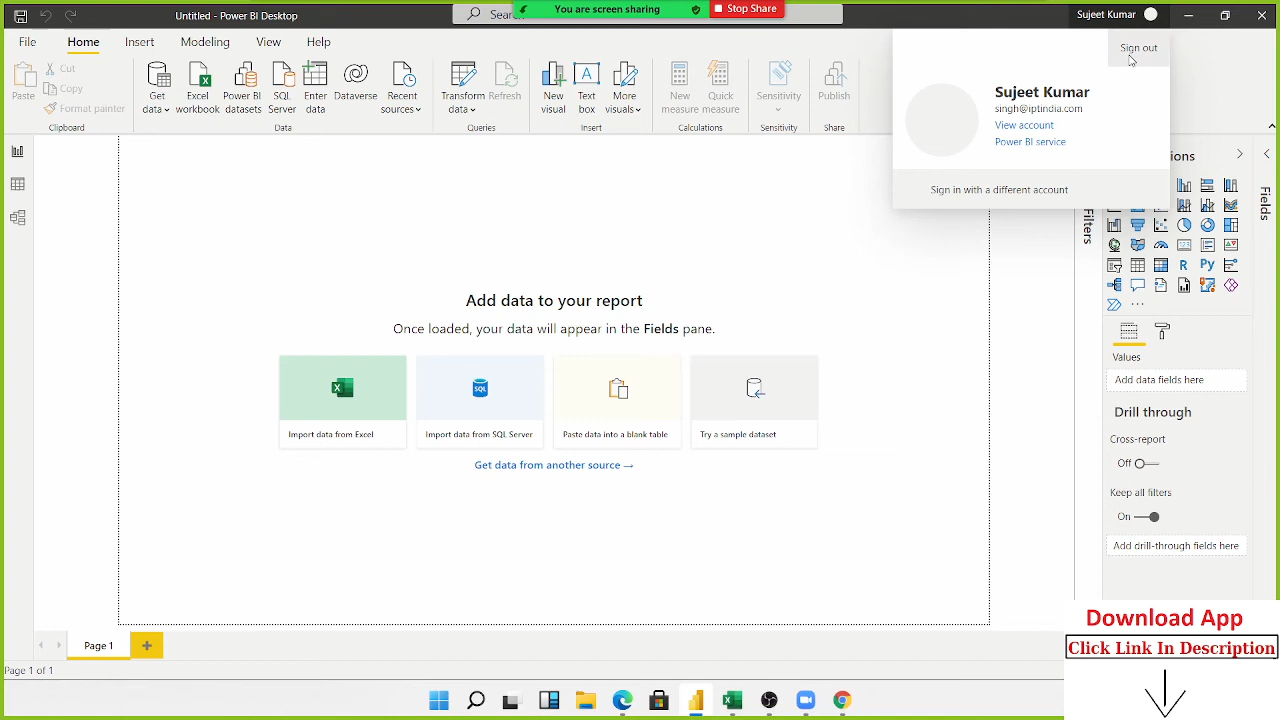 Untitled - Power BI Desktop
Sear
You are screen sharing
Stop Share
Sujeet Kumar
File
Home
Insert
Modeling
View
Help
Sign out
Sujeet Kumar
singh@iptindia.com
View account
Power BI service
Sign in with a different account
Paste
Cut
Copy
Format painter
Clipboard
Get data
Excel workbook
Power BI datasets
SQL Server
Enter data
Dataverse
Recent sources
Data
Transform data
Refresh
Queries
New visual
Text box
More visuals
Insert
New measure
Quick measure
Calculations
Sensitivity
Sensitivity
Publish
Share
ions
Filters
Fields
R
Py
123
SQL
Add data to your report
Once loaded, your data will appear in the Fields pane.
Import data from Excel
Import data from SQL Server
Paste data into a blank table
Try a sample dataset
Get data from another source →
Values
Add data fields here
Drill through
Cross-report
Off
Keep all filters
On
Add drill-through fields here
Page 1
Page 1 of 1
Download App
Click Link In Description